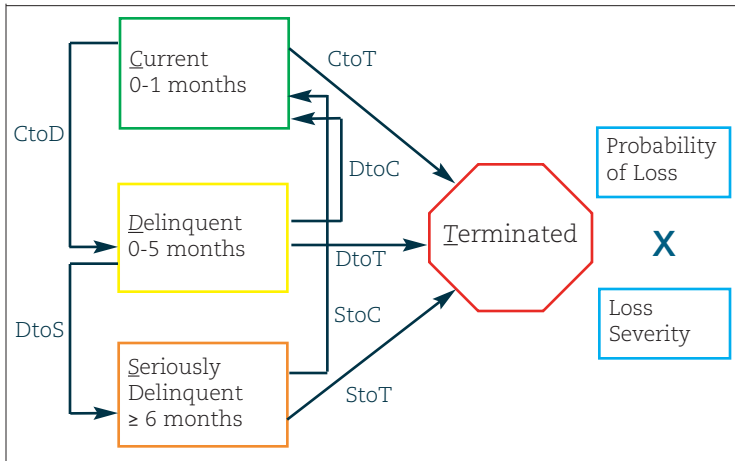 Current
0-1 months
CtoT
CtoD
DtoC
Probability
of Loss
Delinquent
0-5 months
Terminated
X
DtoT
DtoS
StoC
Loss
Severity
Seriously
Delinquent
≥ 6 months
StoT